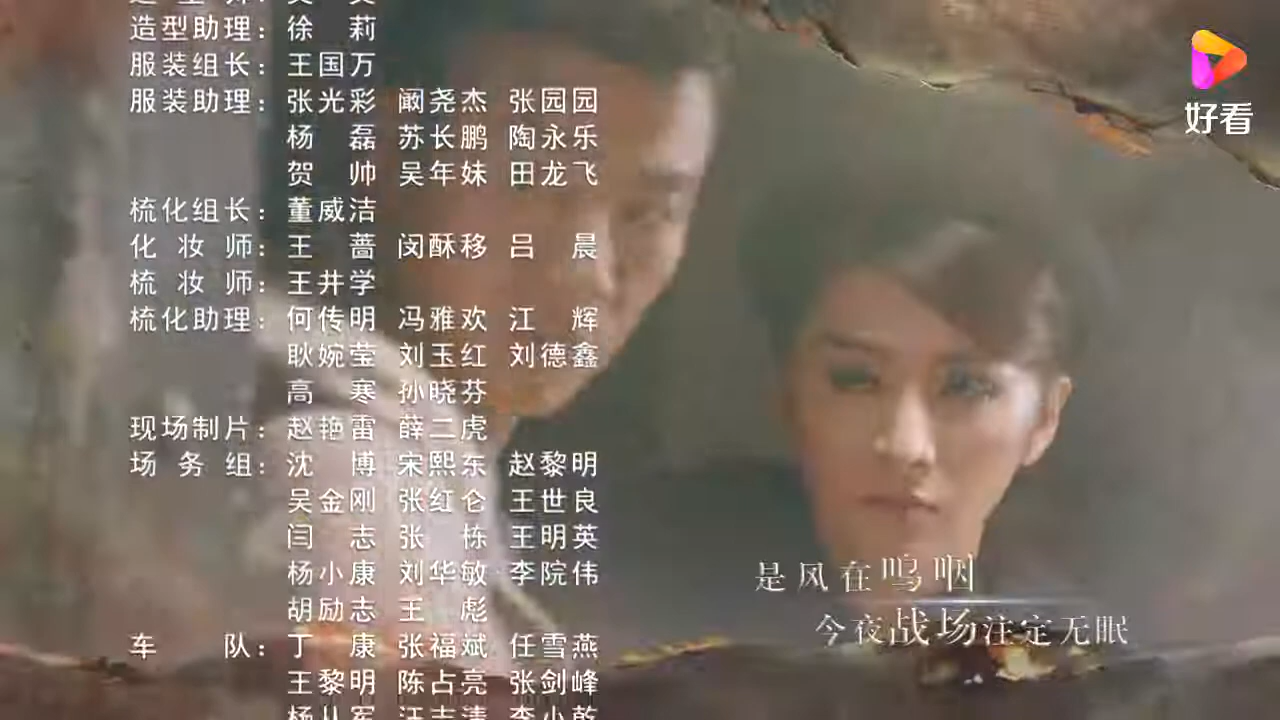 造型助理：徐 莉
服装组长：王国万
服装助理：张光彩 阚尧杰 张园园
杨 磊 苏长鹏 陶永乐
贺 帅 吴年妹 田龙飞
梳化组长：董威洁
化妆师：王 蔷 闵酥移 吕 晨
梳妆师：王井学
梳化助理：何传明 冯雅欢 江 辉
耿婉莹 刘玉红 刘德鑫
高 寒 孙晓芬
现场制片：赵艳雷 薛二虎
场务组：沈 博 宋熙东 赵黎明
吴金刚 张红仑 王世良
闫 志 张 栋 王明英
杨小康 刘华敏 李院伟
胡励志 王 彪
车 队：丁 康 张福斌 任雪燕
王黎明 陈占亮 张剑峰
好看
是风在呜咽
今夜战场注定无眠